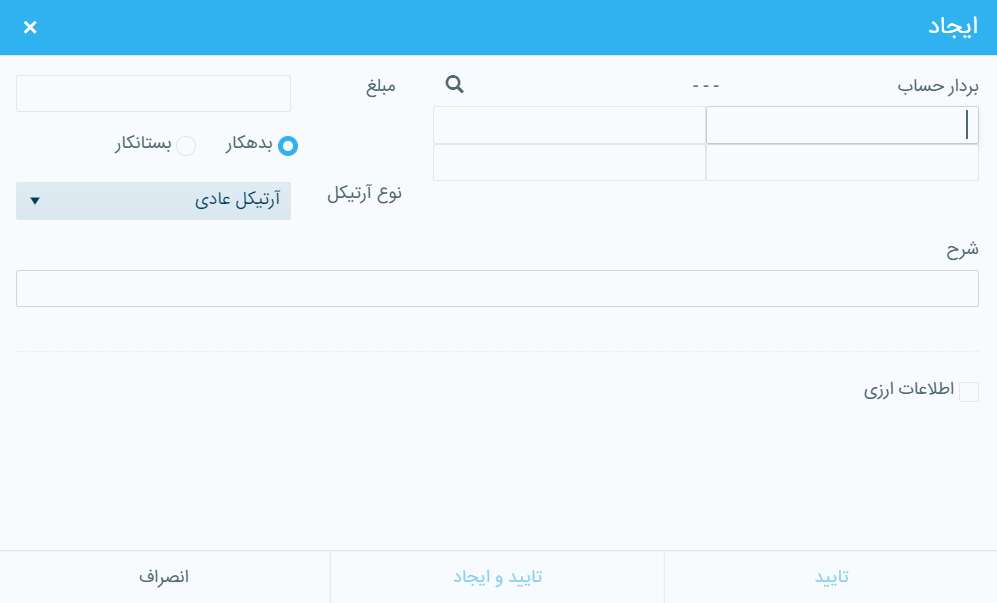 ایجاد ×
بردار حساب - - - مبلغ
بدهکار بستانکار
نوع آرتیکل آرتیکل عادی
شرح
اطلاعات ارزی
تایید تایید و ایجاد انصراف